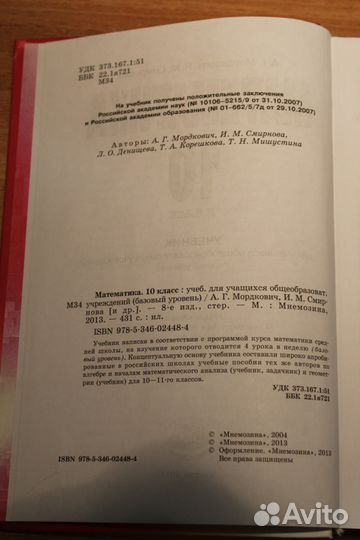 УДК 373.167.1:51
ББК 22.1я721
М34
На учебник получены положительные заключения
Российской академии наук (№ 10106–5215/9 от 31.10.2007)
и Российской академии образования (№ 01–662/5/7д от 29.10.2007)
Авторы: А. Г. Мордкович, И. М. Смирнова,
Л. О. Денищева, Т. А. Корешкова, Т. Н. Мишустина
Математика. 10 класс : учеб. для учащихся общеобразоват.
М34 учреждений (базовый уровень) / А. Г. Мордкович, И. М. Смир-
нова [и др.]. — 8-е изд., стер. — М. : Мнемозина,
2013. — 431 с. : ил.
ISBN 978-5-346-02448-4
Учебник написан в соответствии с программой курса математики сред-
ней школы, на изучение которого отводится 4 урока в неделю (базо-
вый уровень). Концептуальную основу учебника составили широко апроби-
рованные в российских школах учебные пособия тех же авторов по
алгебре и началам математического анализа (учебник, задачник) и геомет-
рии (учебник) для 10—11-го классов.
УДК 373.167.1:51
ББК 22.1я721
© «Мнемозина», 2004
© «Мнемозина», 2013
© Оформление. «Мнемозина», 2013
ISBN 978-5-346-02448-4
Все права защищены
Avito